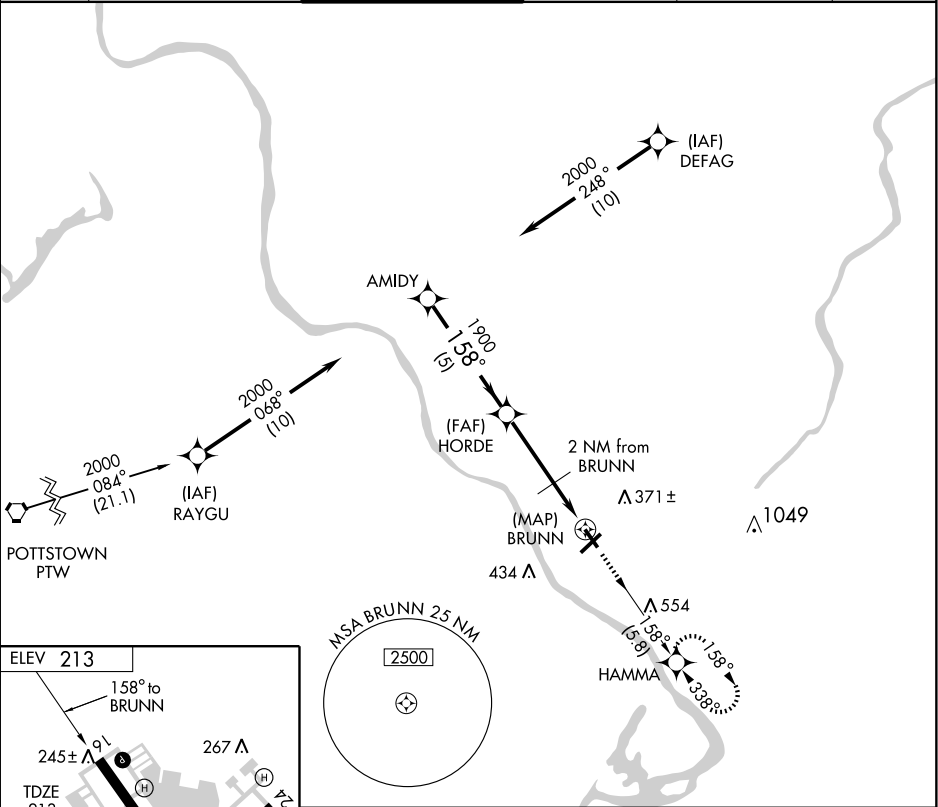 (IAF)
DEFAG
2000
248°
(10)
AMIDY
1900
158°
(5)
(FAF)
HORDE
2 NM from
BRUNN
2000
068°
(10)
2000
084°
(21.1)
(IAF)
RAYGU
POTTSTOWN
PTW
371±
(MAP)
BRUNN
1049
434
554
158°
(5.8)
HAMMA
158°
338°
MSA BRUNN 25 NM
2500
ELEV 213
158° to
BRUNN
245±
16
P
H
267
H
24
TDZE